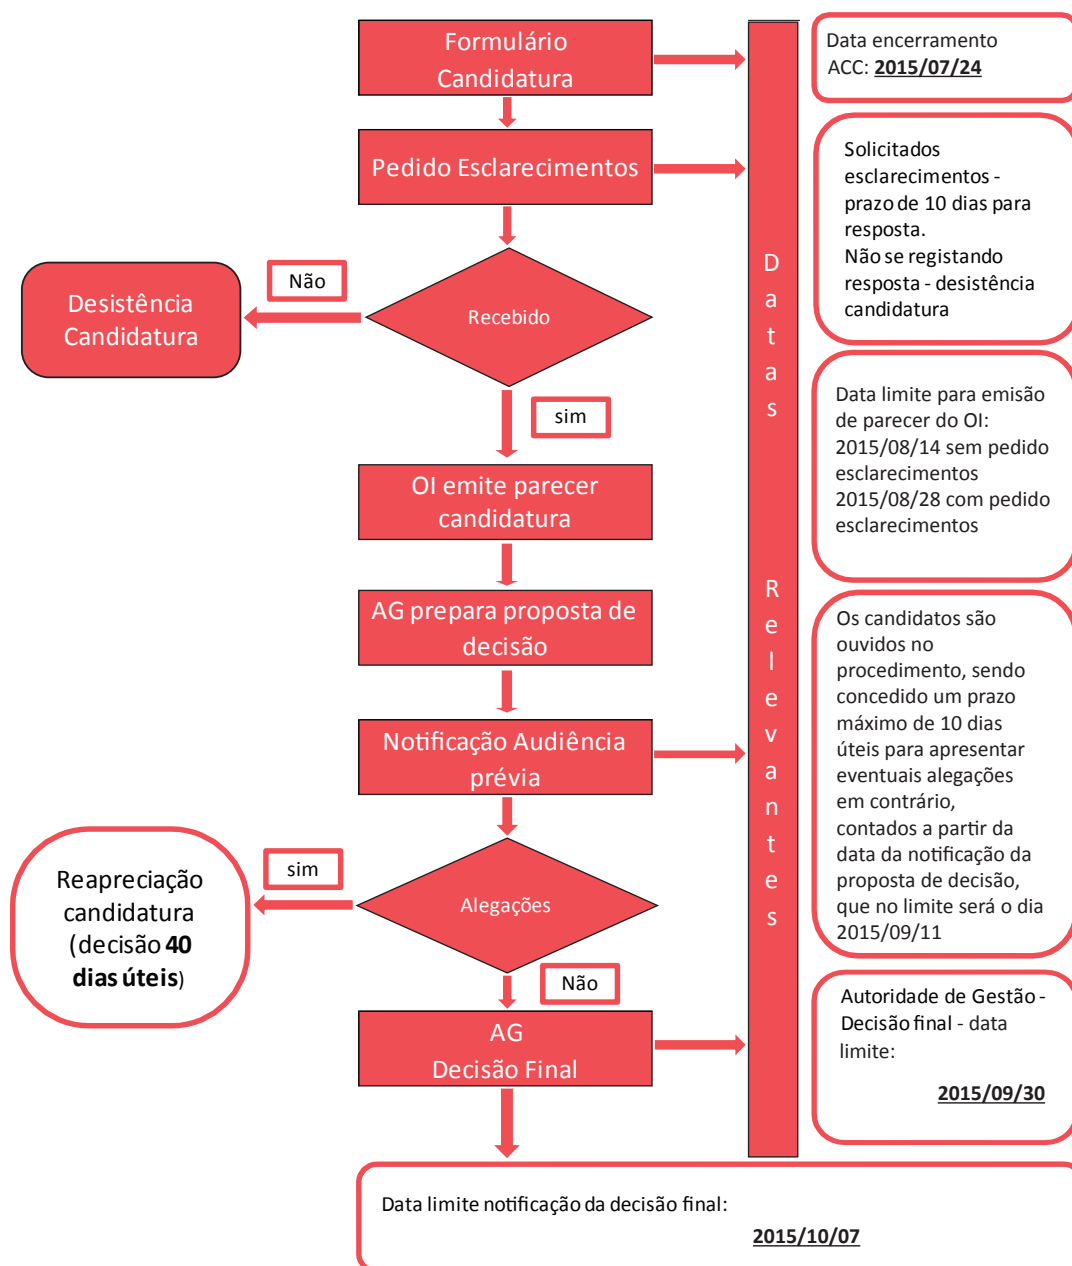 Formulário
Candidatura
Data encerramento
ACC: 2015/07/24
Pedido Esclarecimentos
Solicitados
esclarecimentos -
prazo de 10 dias para
resposta.
Não se registando
resposta - desistência
candidatura
Não
Desistência
Candidatura
Recebido
sim
Data limite para emissão
de parecer do OI:
2015/08/14 sem pedido
esclarecimentos
2015/08/28 com pedido
esclarecimentos
OI emite parecer
candidatura
AG prepara proposta de
decisão
Datas Relevantes
Os candidatos são
ouvidos no
procedimento, sendo
concedido um prazo
máximo de 10 dias
úteis para apresentar
eventuais alegações
em contrário,
contados a partir da
data da notificação da
proposta de decisão,
que no limite será o dia
2015/09/11
Notificação Audiência
prévia
sim
Reapreciação
candidatura
(decisão 40
dias úteis)
Alegações
Não
AG
Decisão Final
Autoridade de Gestão -
Decisão final - data
limite:
2015/09/30
Data limite notificação da decisão final:
2015/10/07